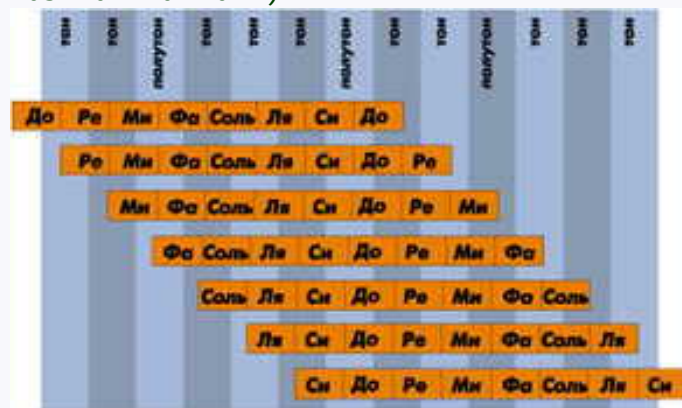 тон тон полутон тон тон тон полутон тон тон полутон тон тон тон
До Ре Ми Фа Соль Ля Си До
Ре Ми Фа Соль Ля Си До Ре
Ми Фа Соль Ля Си До Ре Ми
Фа Соль Ля Си До Ре Ми Фа
Соль Ля Си До Ре Ми Фа Соль
Ля Си До Ре Ми Фа Соль Ля
Си До Ре Ми Фа Соль Ля Си